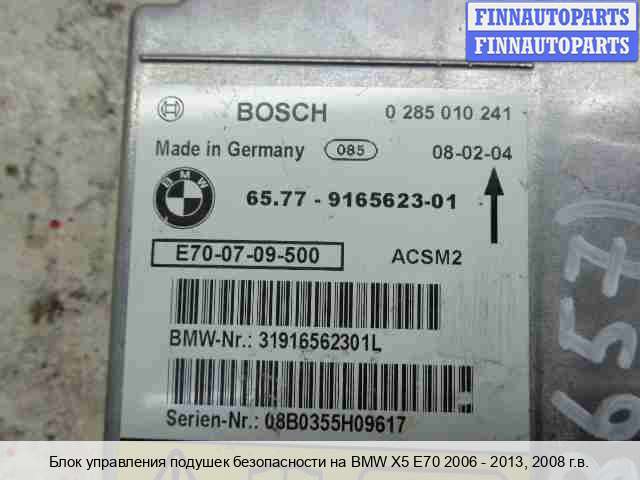 FINNAUTOPARTS
FINNAUTOPARTS
BOSCH 0 285 010 241
Made in Germany 085 08-02-04
BMW
65.77 - 9165623-01
E70-07-09-500 ACSM2
BMW-Nr.: 31916562301L
Serien-Nr.: 08B0355H09617
Блок управления подушек безопасности на BMW X5 E70 2006 - 2013, 2008 г.в.